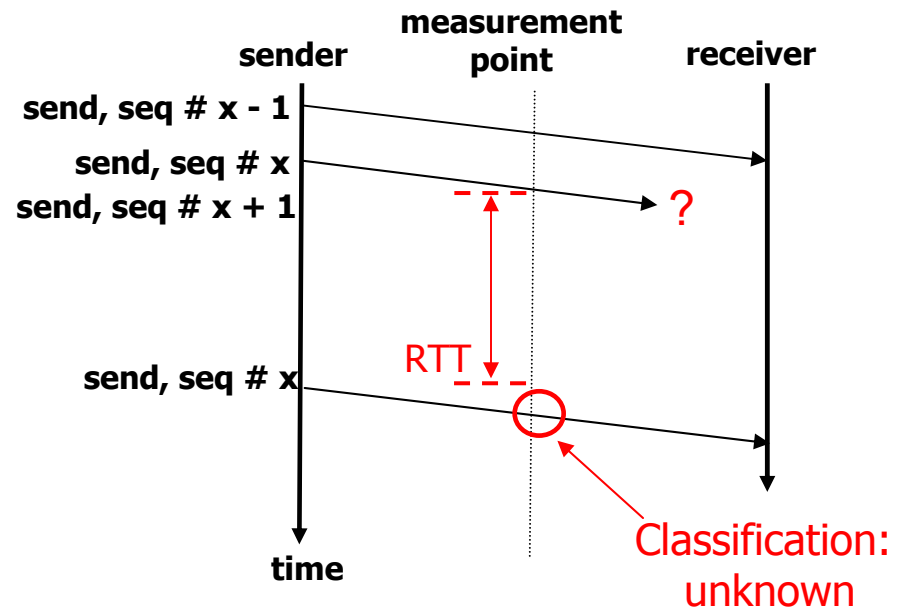 measurement
point
sender
receiver
send, seq # x - 1
send, seq # x
send, seq # x + 1
?
RTT
send, seq # x
Classification:
unknown
time